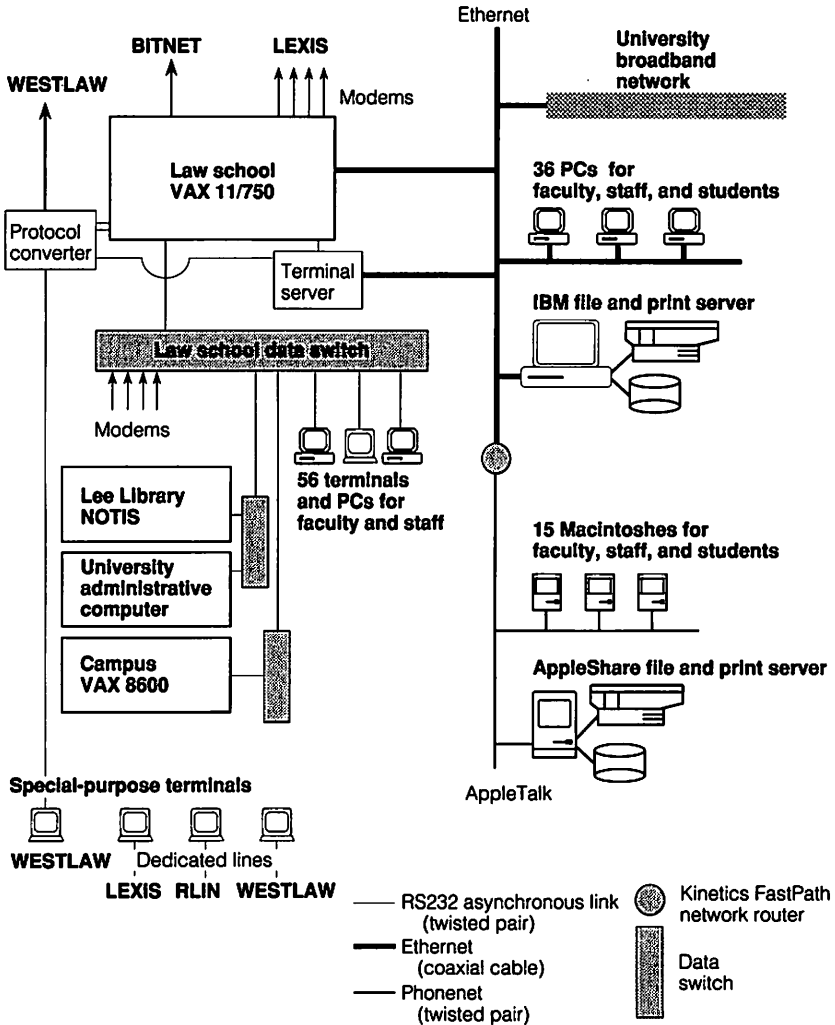 Ethernet
BITNET
LEXIS
WESTLAW
Modems
University
broadband
network
Law school
VAX 11/750
36 PCs for
faculty, staff, and students
Protocol
converter
Terminal
server
IBM file and print server
Law school data switch
Modems
56 terminals
and PCs for
faculty and staff
Lee Library
NOTIS
University
administrative
computer
Campus
VAX 8600
15 Macintoshes for
faculty, staff, and students
AppleShare file and print server
AppleTalk
Special-purpose terminals
WESTLAW
Dedicated lines
LEXIS RLIN WESTLAW
RS232 asynchronous link
(twisted pair)
Ethernet
(coaxial cable)
Phonenet
(twisted pair)
Kinetics FastPath
network router
Data
switch